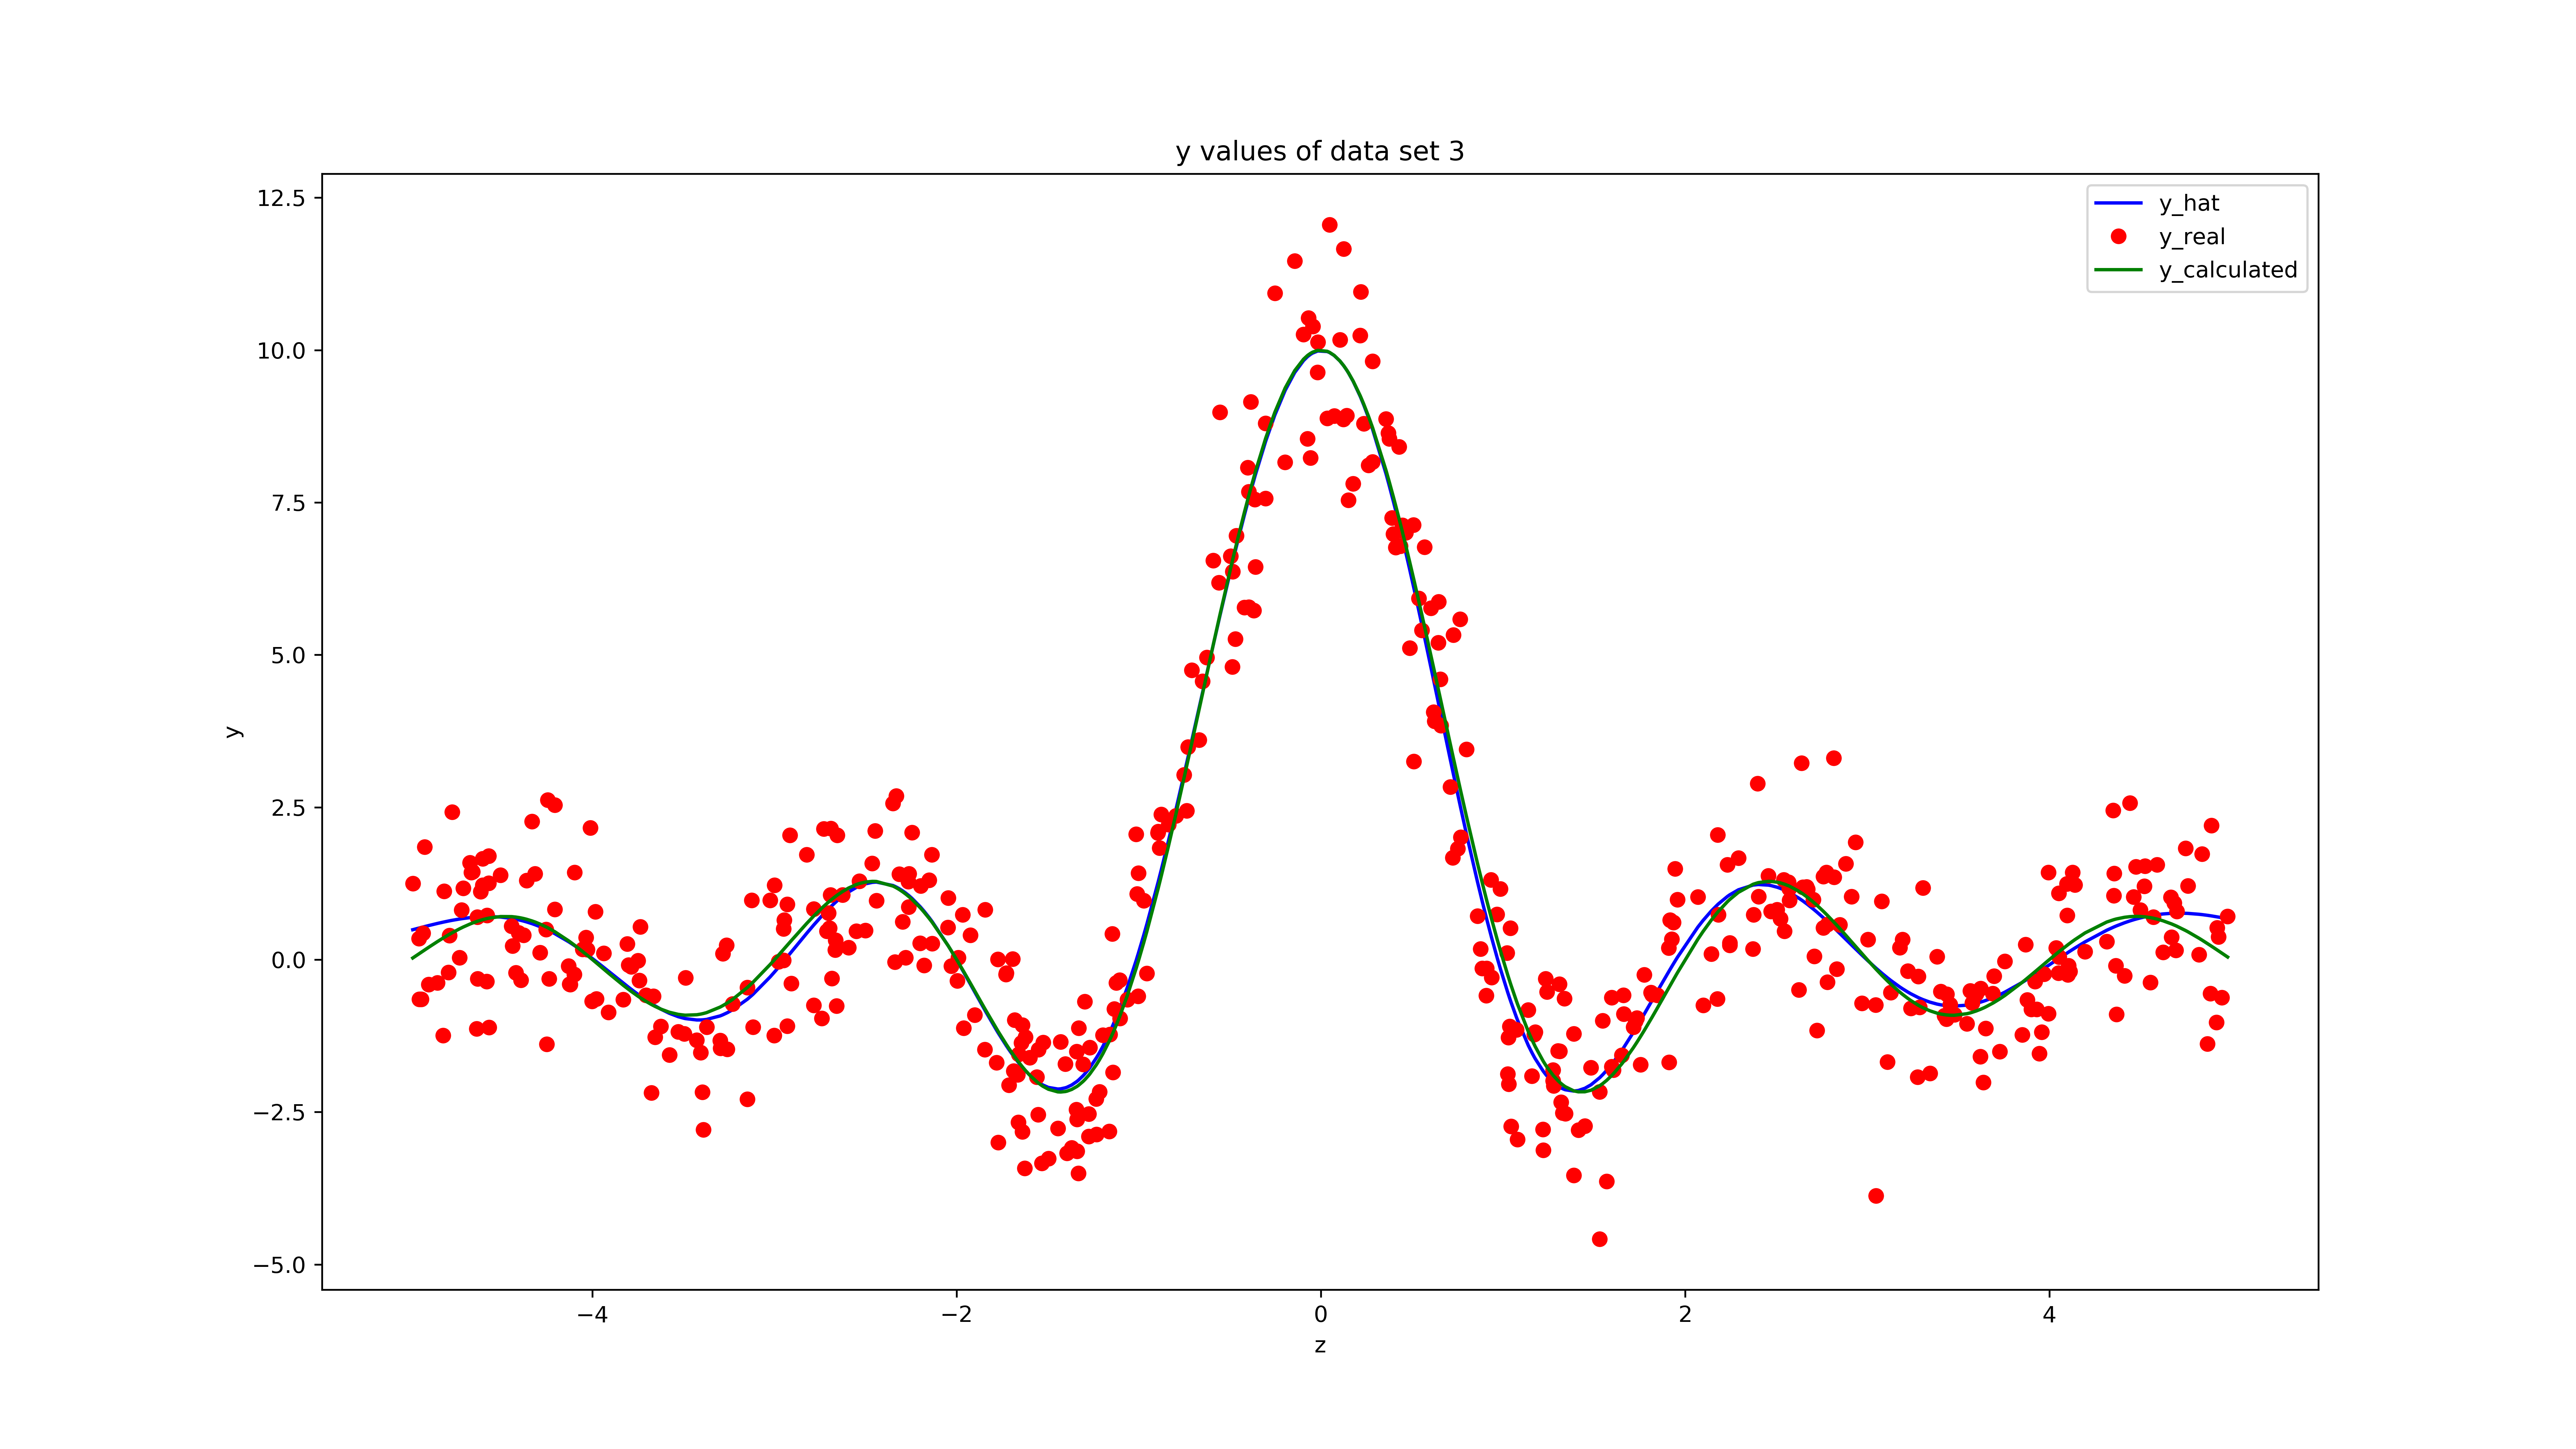 y values of data set 3
y_hat
y_real
y_calculated
12.5
10.0
7.5
5.0
2.5
0.0
−2.5
−5.0
y
−4
−2
0
2
4
z